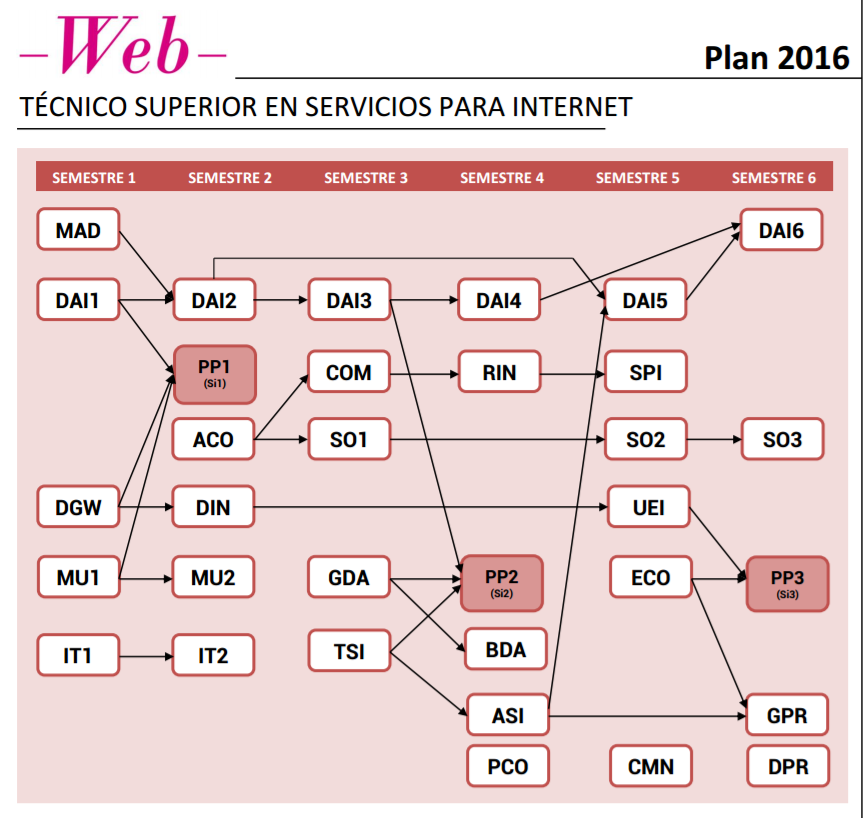 Web
Plan 2016
TÉCNICO SUPERIOR EN SERVICIOS PARA INTERNET
SEMESTRE 1 SEMESTRE 2 SEMESTRE 3 SEMESTRE 4 SEMESTRE 5 SEMESTRE 6
MAD DAI6
DAI1 DAI2 DAI3 DAI4 DAI5
PP1 COM RIN SPI
(Si1)
ACO SO1 SO2 SO3
DGW DIN UEI
MU1 MU2 GDA PP2 ECO PP3
(Si2) (Si3)
IT1 IT2 TSI BDA
ASI GPR
PCO CMN DPR